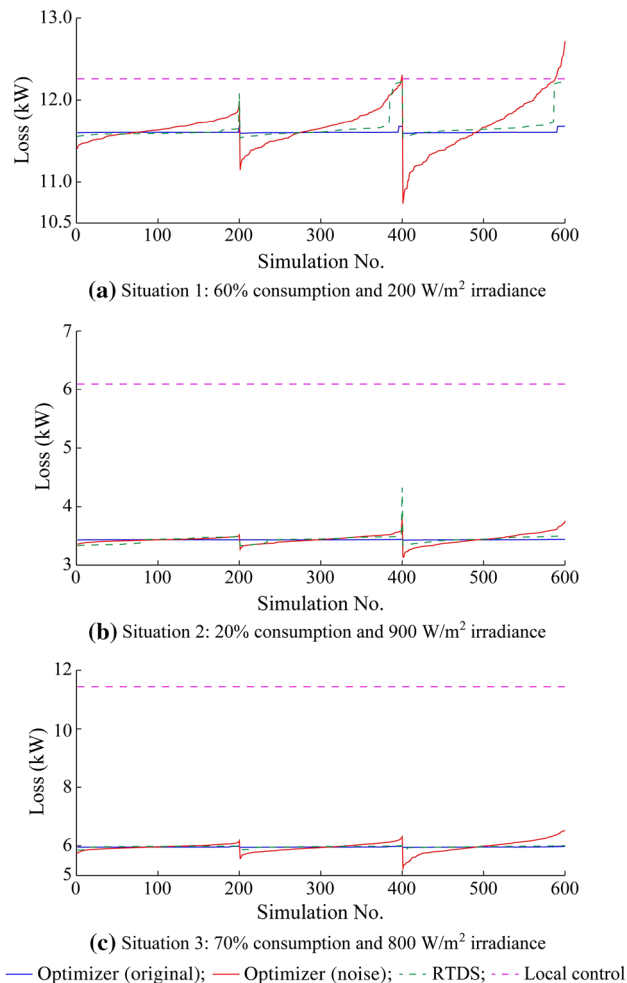 13.0
12.0
11.0
10.5
Loss (kW)
0 100 200 300 400 500 600
Simulation No.
(a) Situation 1: 60% consumption and 200 W/m² irradiance
7
6
5
4
3
Loss (kW)
0 100 200 300 400 500 600
Simulation No.
(b) Situation 2: 20% consumption and 900 W/m² irradiance
12
10
8
6
5
Loss (kW)
0 100 200 300 400 500 600
Simulation No.
(c) Situation 3: 70% consumption and 800 W/m² irradiance
Optimizer (original); Optimizer (noise); RTDS; Local control